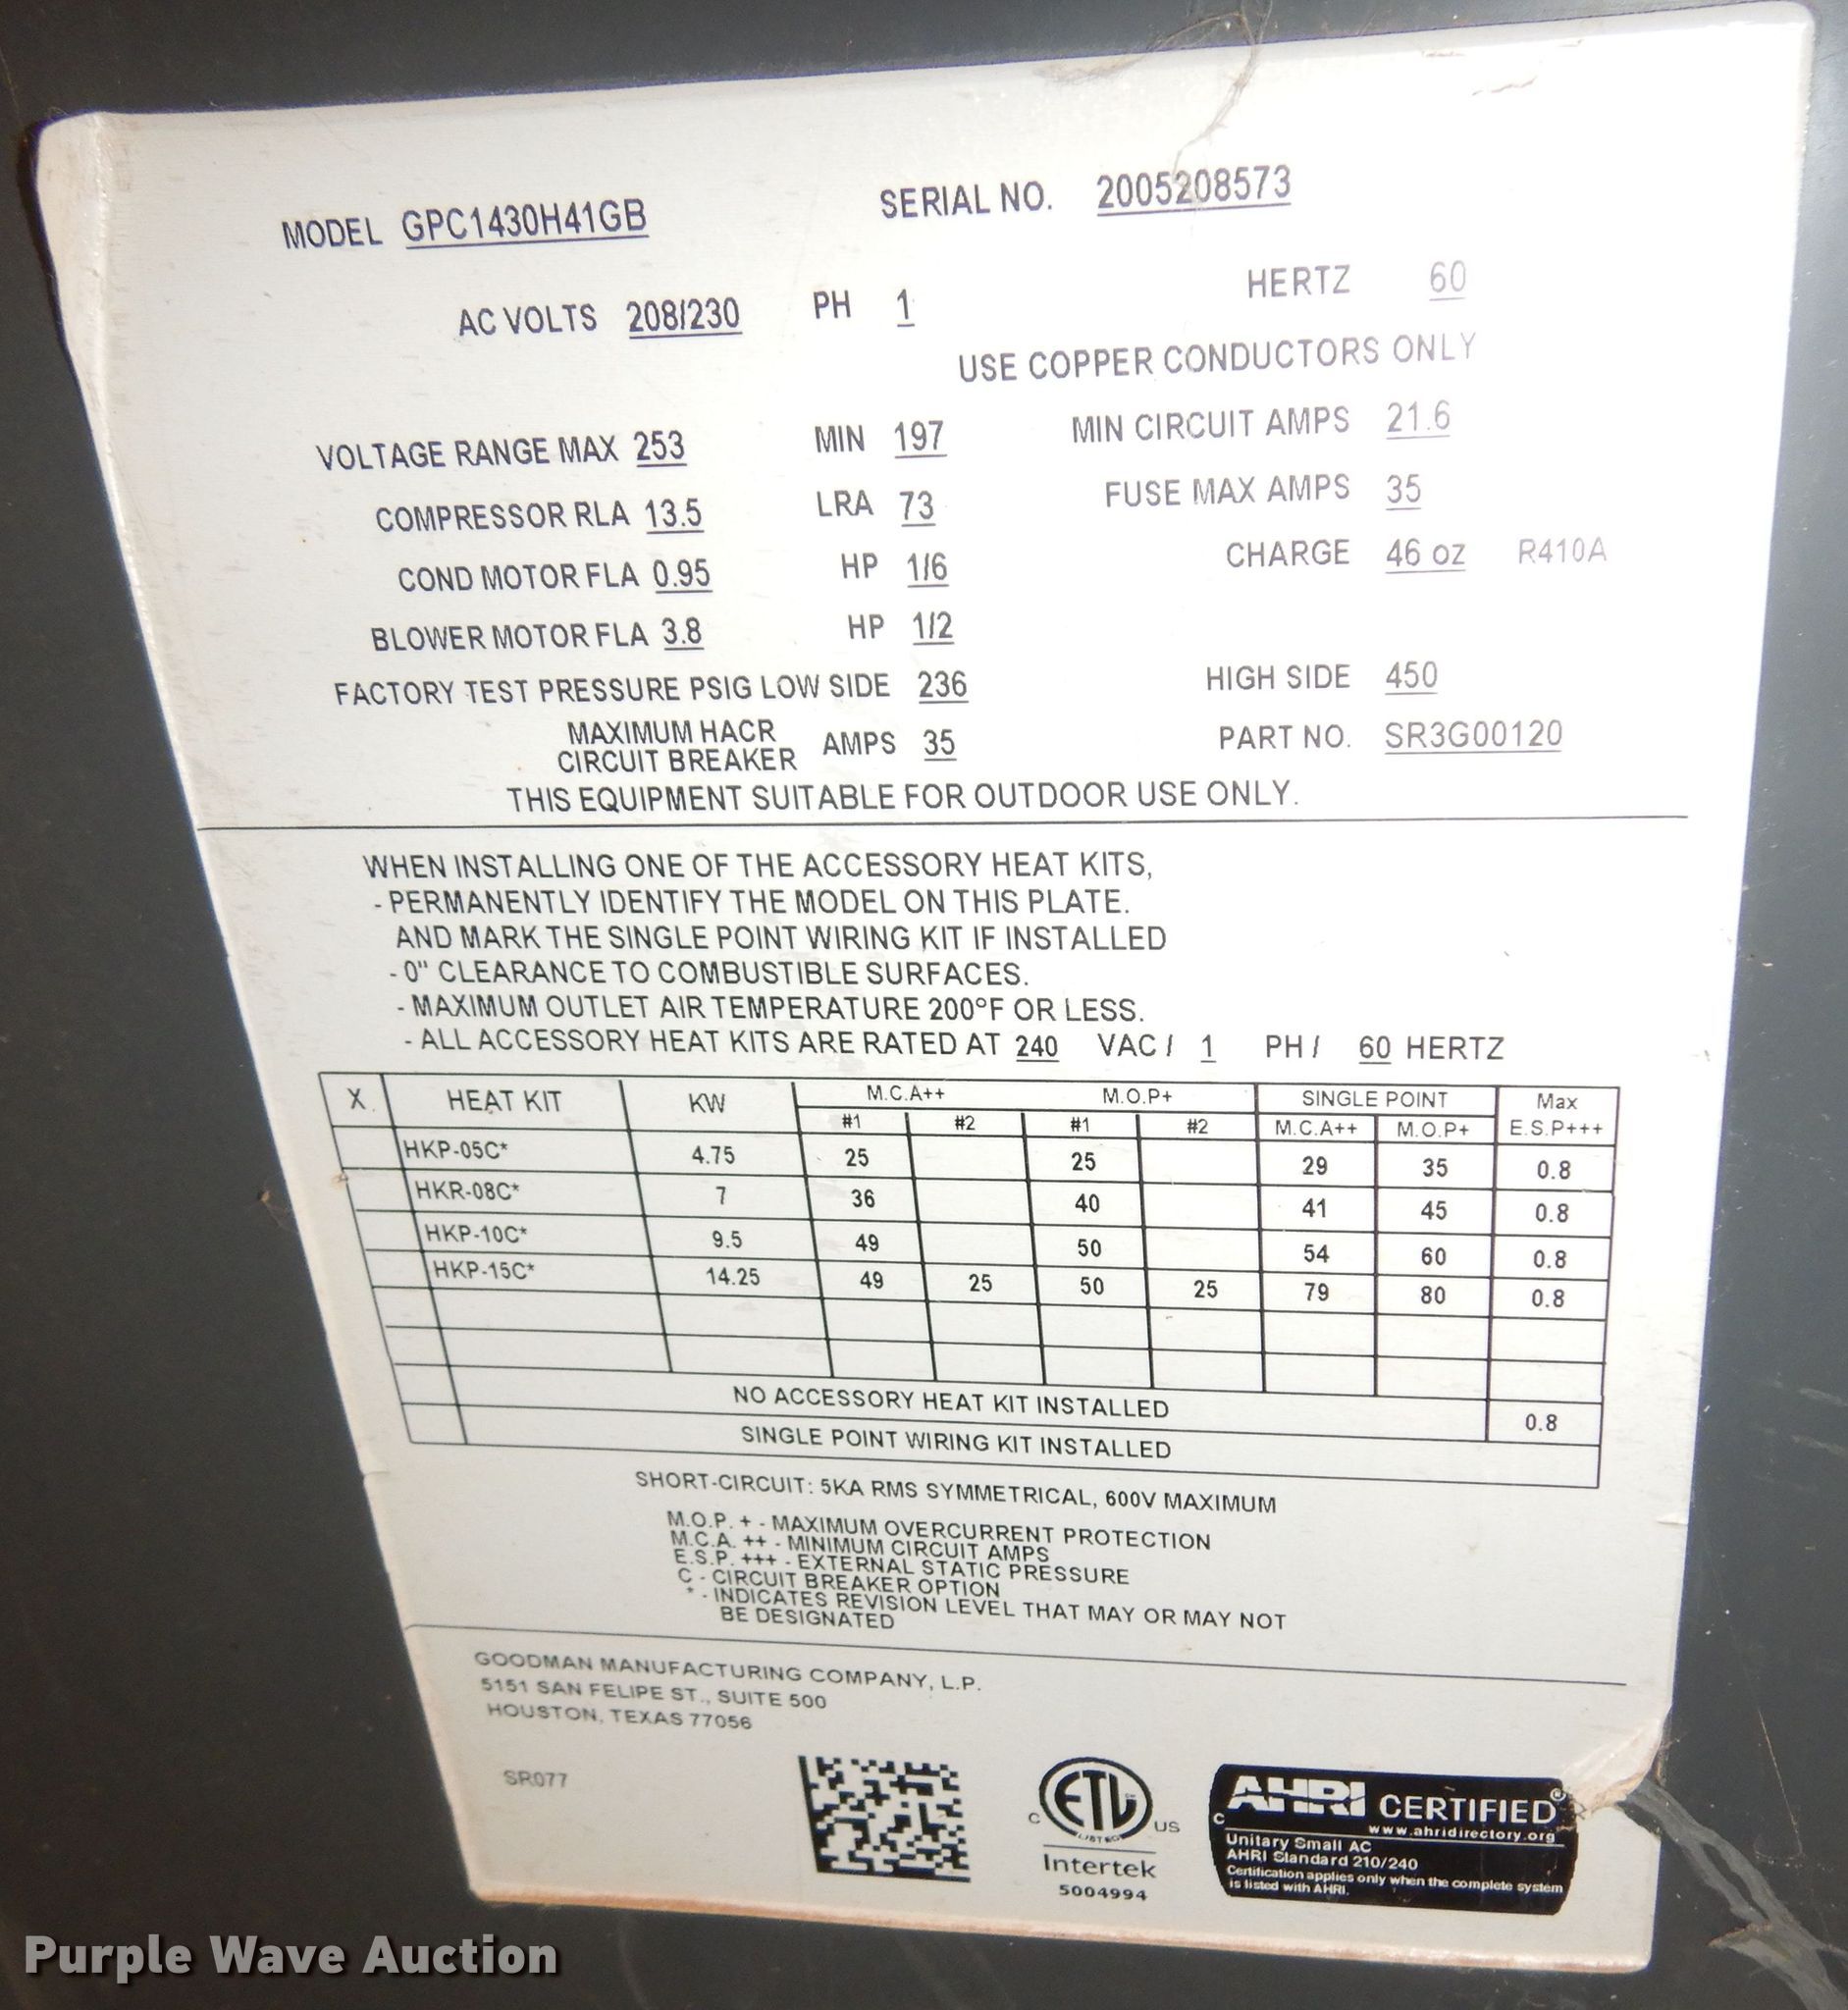 MODEL GPC1430H41GB SERIAL NO. 2005208573
AC VOLTS 208/230 PH 1 HERTZ 60
USE COPPER CONDUCTORS ONLY
VOLTAGE RANGE MAX 253 MIN 197 MIN CIRCUIT AMPS 21.6
COMPRESSOR RLA 13.5 LRA 73 FUSE MAX AMPS 35
COND MOTOR FLA 0.95 HP 1/6 CHARGE 46 oz R410A
BLOWER MOTOR FLA 3.8 HP 1/2
FACTORY TEST PRESSURE PSIG LOW SIDE 236 HIGH SIDE 450
MAXIMUM HACR
CIRCUIT BREAKER AMPS 35 PART NO. SR3G00120
THIS EQUIPMENT SUITABLE FOR OUTDOOR USE ONLY.
WHEN INSTALLING ONE OF THE ACCESSORY HEAT KITS,
- PERMANENTLY IDENTIFY THE MODEL ON THIS PLATE.
AND MARK THE SINGLE POINT WIRING KIT IF INSTALLED
- 0" CLEARANCE TO COMBUSTIBLE SURFACES.
- MAXIMUM OUTLET AIR TEMPERATURE 200°F OR LESS.
- ALL ACCESSORY HEAT KITS ARE RATED AT 240 VAC / 1 PH / 60 HERTZ
X HEAT KIT KW M.C.A++ M.O.P+ SINGLE POINT Max
#1 #2 #1 #2 M.C.A++ M.O.P+ E.S.P+++
HKP-05C* 4.75 25 25 29 35 0.8
HKR-08C* 7 36 40 41 45 0.8
HKP-10C* 9.5 49 50 54 60 0.8
HKP-15C* 14.25 49 25 50 25 79 80 0.8
NO ACCESSORY HEAT KIT INSTALLED 0.8
SINGLE POINT WIRING KIT INSTALLED
SHORT-CIRCUIT: 5KA RMS SYMMETRICAL, 600V MAXIMUM
M.O.P. + - MAXIMUM OVERCURRENT PROTECTION
M.C.A. ++ - MINIMUM CIRCUIT AMPS
E.S.P. +++ - EXTERNAL STATIC PRESSURE
C - CIRCUIT BREAKER OPTION
* - INDICATES REVISION LEVEL THAT MAY OR MAY NOT
BE DESIGNATED
GOODMAN MANUFACTURING COMPANY, L.P.
5151 SAN FELIPE ST., SUITE 500
HOUSTON, TEXAS 77056
SR077
C ETL LISTED US
Intertek
5004994
C AHRI CERTIFIED®
www.ahridirectory.org
Unitary Small AC
AHRI Standard 210/240
Certification applies only when the complete system
is listed with AHRI.
Purple Wave Auction